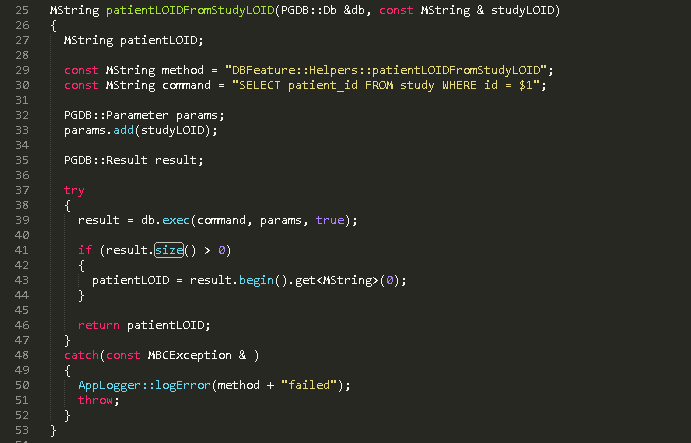 25 MString patientLOIDFromStudyLOID(PGDB::Db &db, const MString & studyLOID)
26 {
27   MString patientLOID;
28
29   const MString method = "DBFeature::Helpers::patientLOIDFromStudyLOID";
30   const MString command = "SELECT patient_id FROM study WHERE id = $1";
31
32   PGDB::Parameter params;
33   params.add(studyLOID);
34
35   PGDB::Result result;
36
37   try
38   {
39     result = db.exec(command, params, true);
40
41     if (result.size() > 0)
42     {
43       patientLOID = result.begin().get<MString>(0);
44     }
45
46     return patientLOID;
47   }
48   catch(const MBCException & )
49   {
50     AppLogger::logError(method + "failed");
51     throw;
52   }
53 }